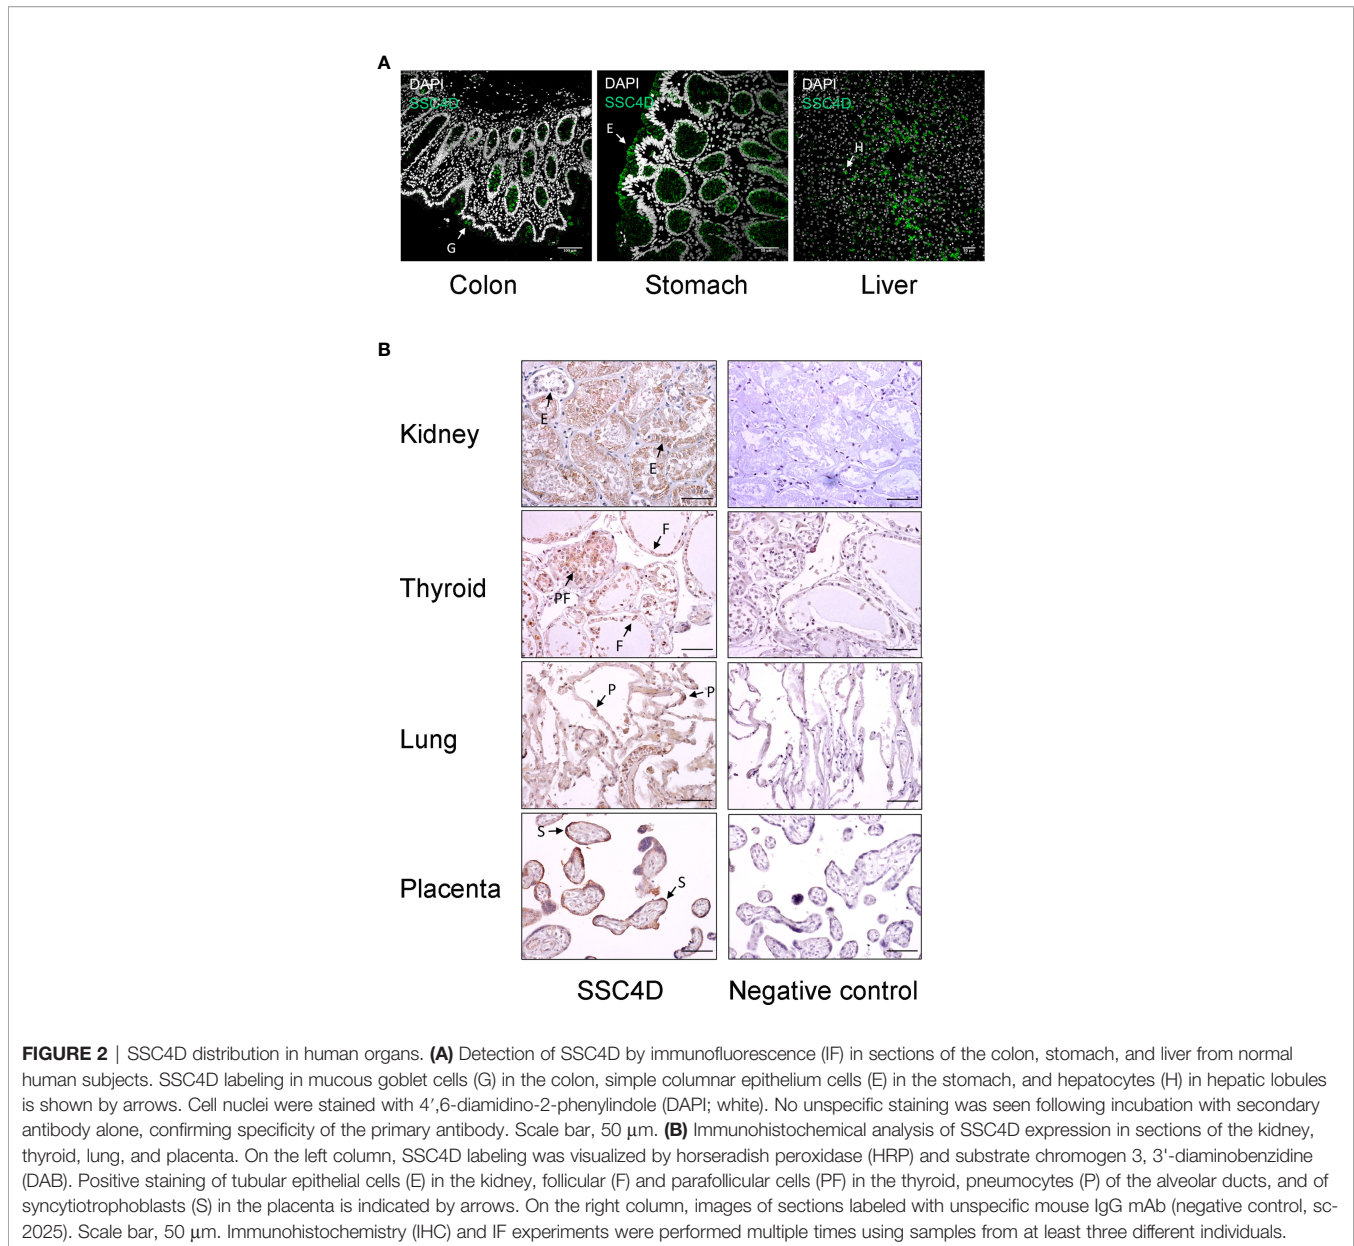 A
DAPI
SSC4D
G
Colon
DAPI
SSC4D
E
Stomach
DAPI
SSC4D
H
Liver
B
Kidney
E
E
Thyroid
F
PF
F
Lung
P
P
Placenta
S
S
SSC4D
Negative control
FIGURE 2 | SSC4D distribution in human organs. (A) Detection of SSC4D by immunofluorescence (IF) in sections of the colon, stomach, and liver from normal
human subjects. SSC4D labeling in mucous goblet cells (G) in the colon, simple columnar epithelium cells (E) in the stomach, and hepatocytes (H) in hepatic lobules
is shown by arrows. Cell nuclei were stained with 4′,6-diamidino-2-phenylindole (DAPI; white). No unspecific staining was seen following incubation with secondary
antibody alone, confirming specificity of the primary antibody. Scale bar, 50 μm. (B) Immunohistochemical analysis of SSC4D expression in sections of the kidney,
thyroid, lung, and placenta. On the left column, SSC4D labeling was visualized by horseradish peroxidase (HRP) and substrate chromogen 3, 3'-diaminobenzidine
(DAB). Positive staining of tubular epithelial cells (E) in the kidney, follicular (F) and parafollicular cells (PF) in the thyroid, pneumocytes (P) of the alveolar ducts, and of
syncytiotrophoblasts (S) in the placenta is indicated by arrows. On the right column, images of sections labeled with unspecific mouse IgG mAb (negative control, sc-
2025). Scale bar, 50 μm. Immunohistochemistry (IHC) and IF experiments were performed multiple times using samples from at least three different individuals.